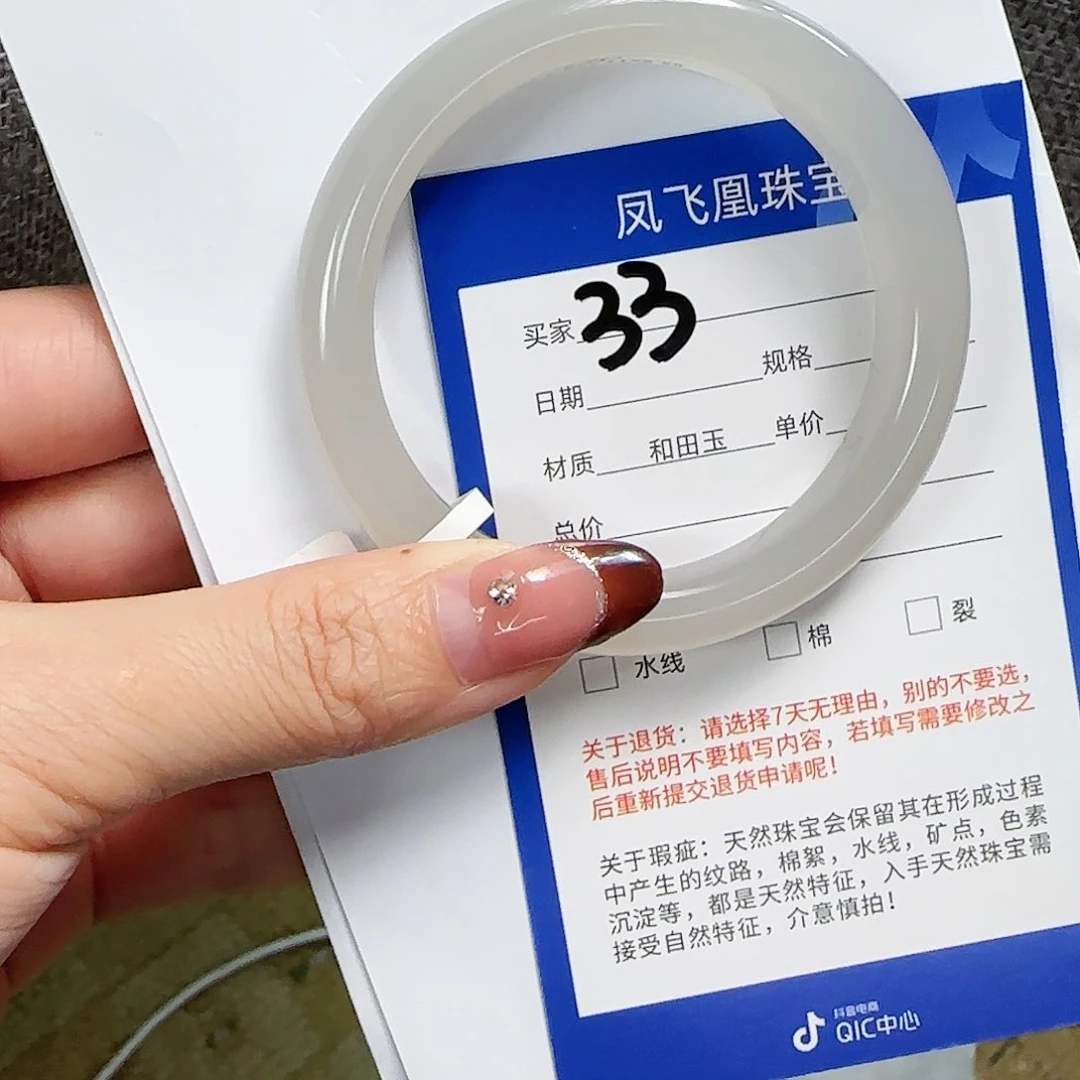 凤飞凰珠宝
买家 33
日期 规格
材质 和田玉 单价
总价
水线 棉 裂
关于退货：请选择7天无理由，别的不要选，
售后说明不要填写内容，若填写需要修改之
后重新提交退货申请呢！
关于瑕疵：天然珠宝会保留其在形成过程
中产生的纹路，棉絮，水线，矿点，色素
沉淀等，都是天然特征，入手天然珠宝需
接受自然特征，介意慎拍！
抖音电商
QIC中心